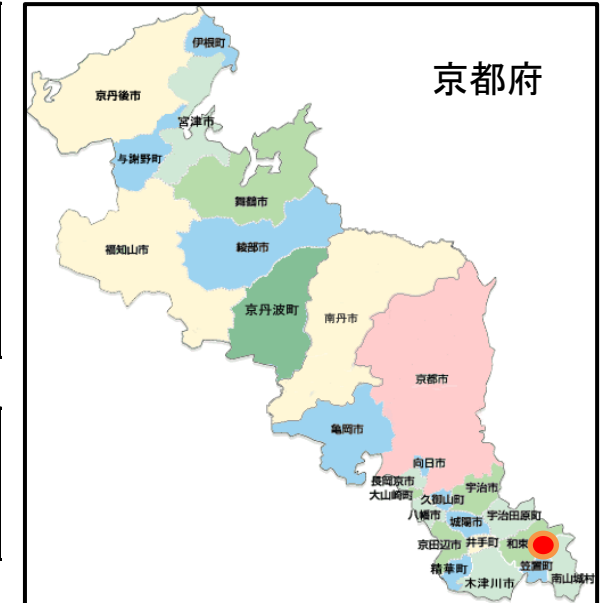 京都府
伊根町
京丹後市
宮津市
与謝野町
舞鶴市
綾部市
福知山市
京丹波町
南丹市
京都市
亀岡市
向日市
長岡京市
大山崎町
宇治市
久御山町
八幡市
宇治田原町
城陽市
京田辺市
井手町
和束
笠置町
精華町
南山城村
木津川市